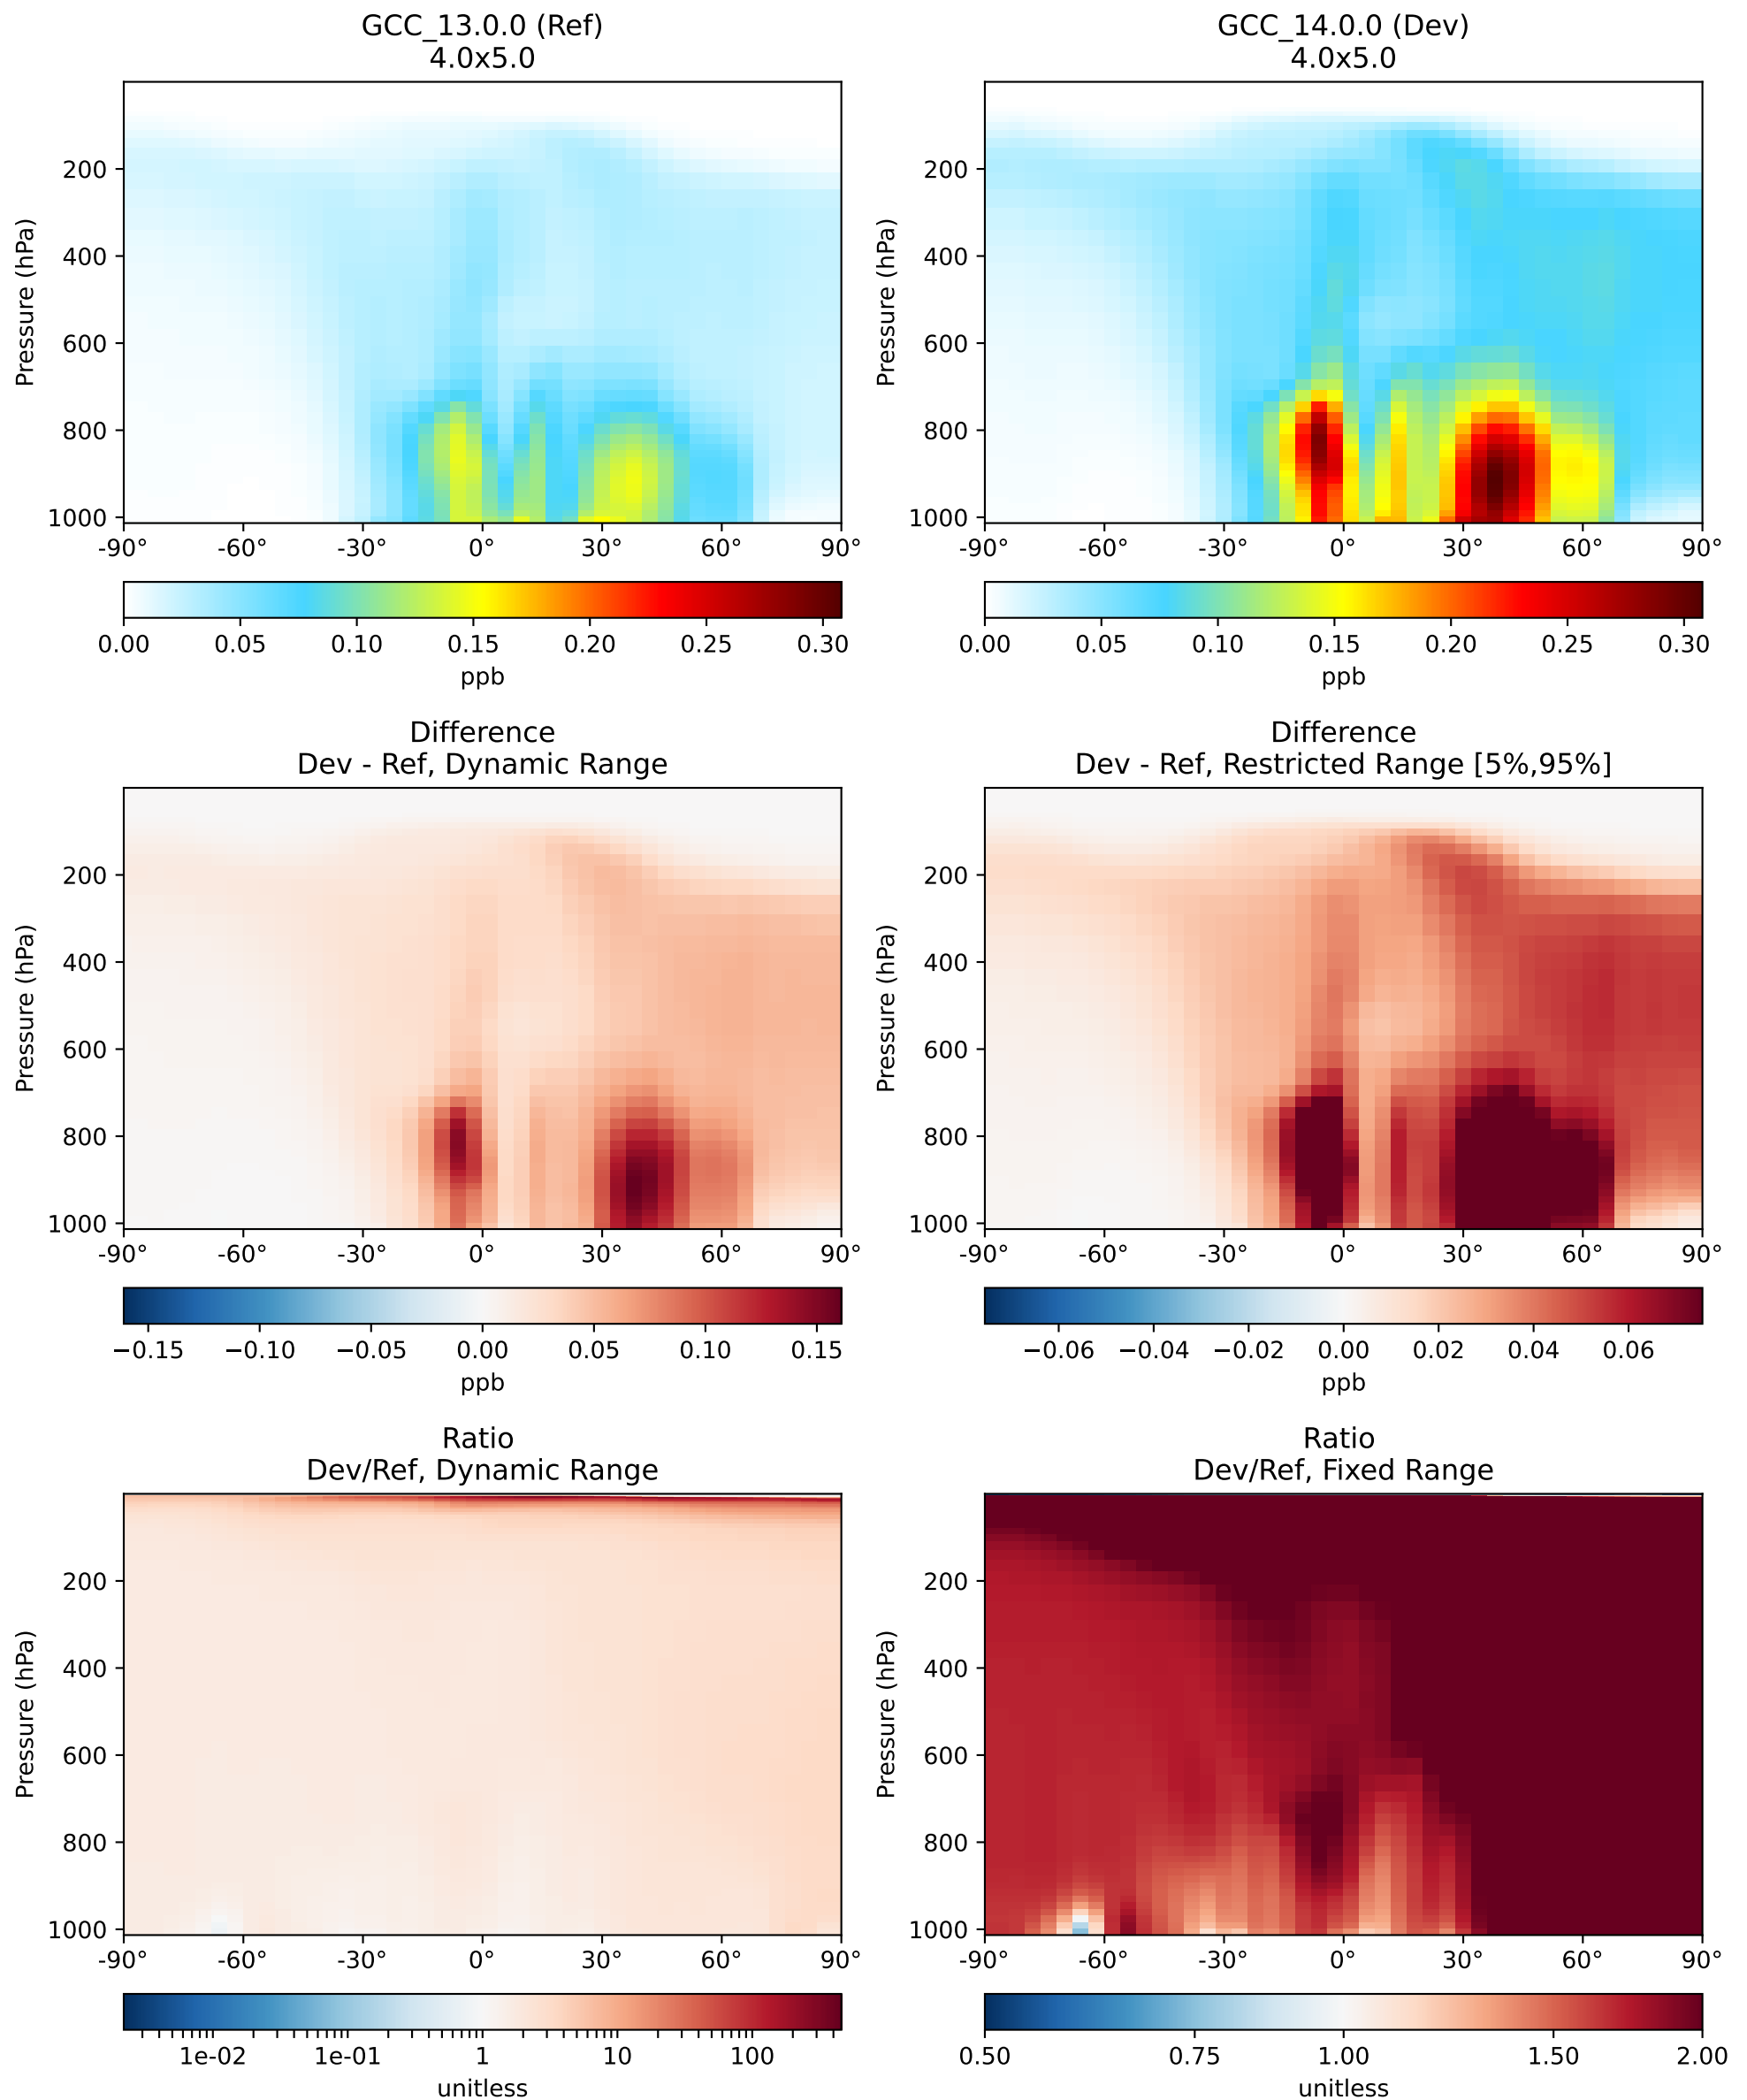 GCC_13.0.0 (Ref)
4.0x5.0
Pressure (hPa)
200
400
600
800
1000
-90° -60° -30° 0° 30° 60° 90°
0.00 0.05 0.10 0.15 0.20 0.25 0.30
ppb
GCC_14.0.0 (Dev)
4.0x5.0
Pressure (hPa)
200
400
600
800
1000
-90° -60° -30° 0° 30° 60° 90°
0.00 0.05 0.10 0.15 0.20 0.25 0.30
ppb
Difference
Dev - Ref, Dynamic Range
Pressure (hPa)
200
400
600
800
1000
-90° -60° -30° 0° 30° 60° 90°
−0.15 −0.10 −0.05 0.00 0.05 0.10 0.15
ppb
Difference
Dev - Ref, Restricted Range [5%,95%]
Pressure (hPa)
200
400
600
800
1000
-90° -60° -30° 0° 30° 60° 90°
−0.06 −0.04 −0.02 0.00 0.02 0.04 0.06
ppb
Ratio
Dev/Ref, Dynamic Range
Pressure (hPa)
200
400
600
800
1000
-90° -60° -30° 0° 30° 60° 90°
1e-02 1e-01 1 10 100
unitless
Ratio
Dev/Ref, Fixed Range
Pressure (hPa)
200
400
600
800
1000
-90° -60° -30° 0° 30° 60° 90°
0.50 0.75 1.00 1.50 2.00
unitless